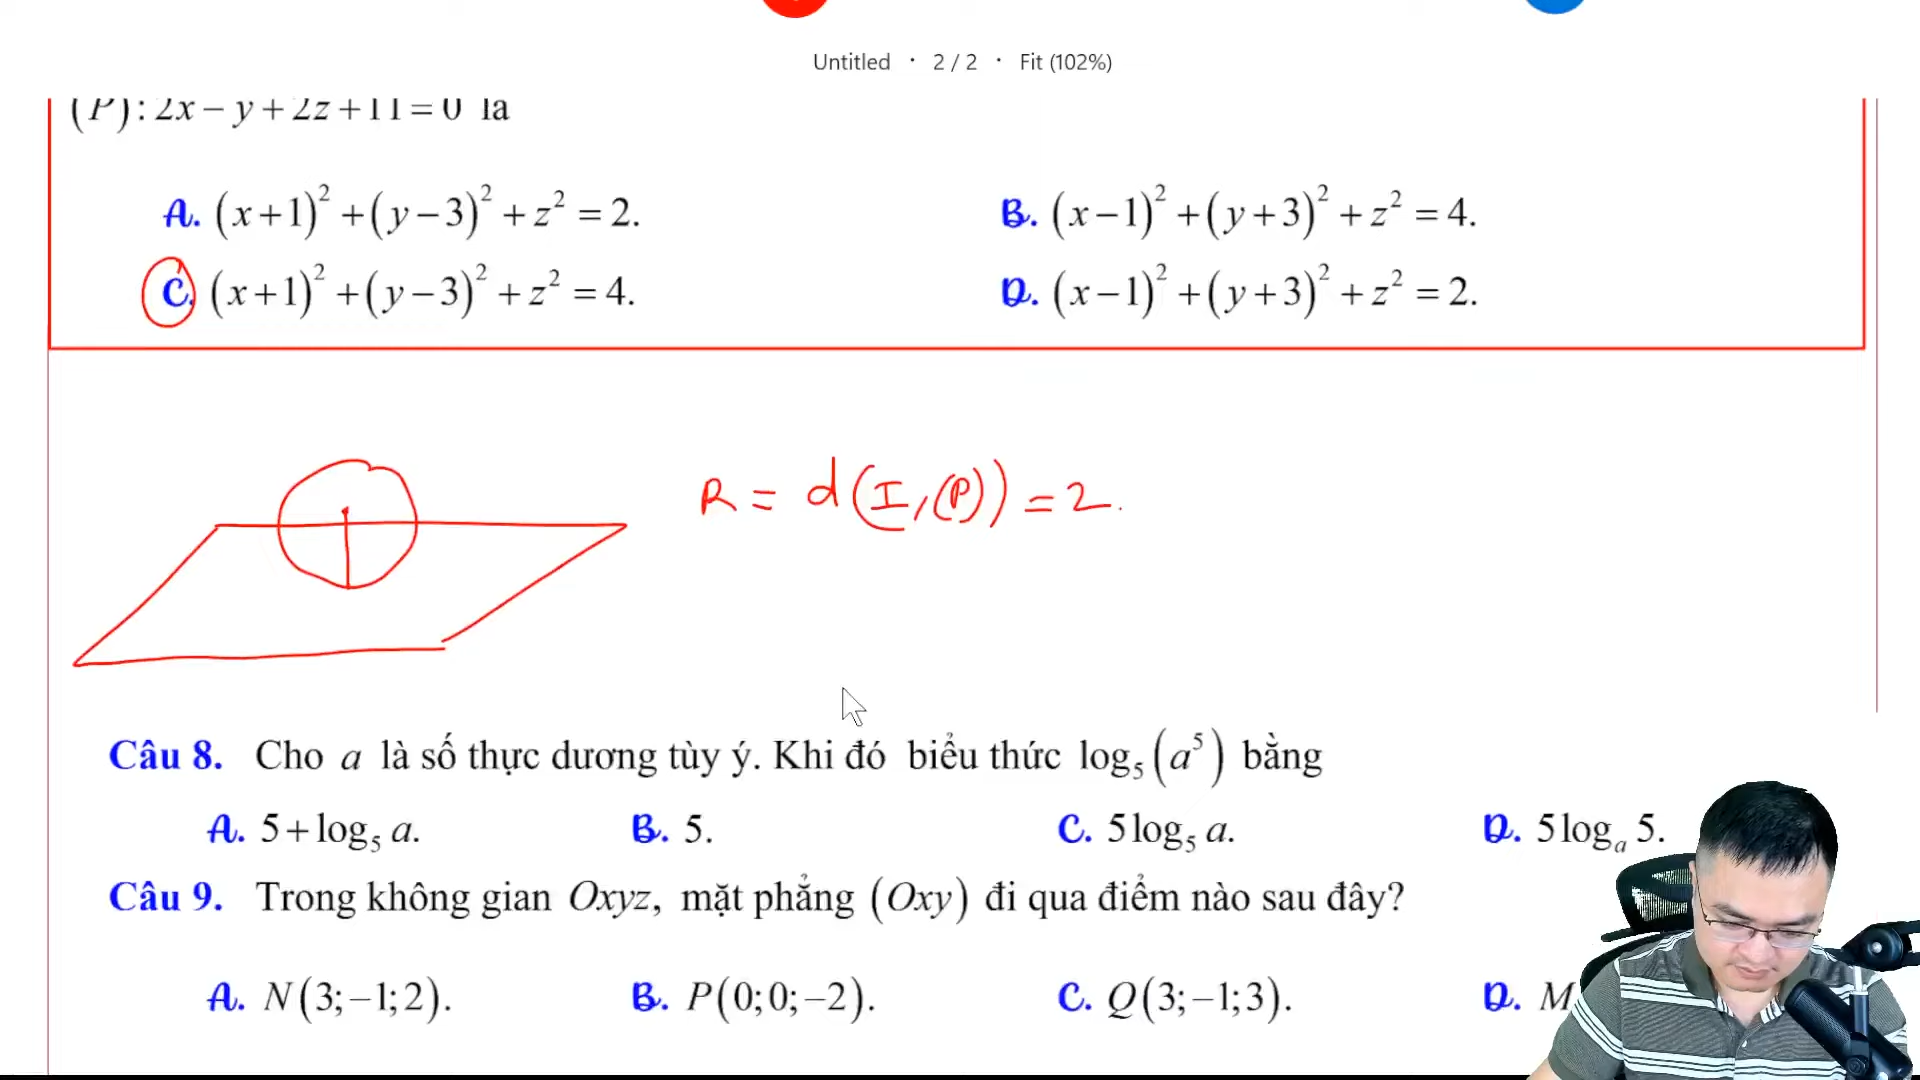 Untitled · 2 / 2 · Fit (102%)
(P): 2x − y + 2z + 11 = 0 là
A. (x+1)² + (y−3)² + z² = 2. B. (x−1)² + (y+3)² + z² = 4.
C. (x+1)² + (y−3)² + z² = 4. D. (x−1)² + (y+3)² + z² = 2.
R = d(I,(P)) = 2.
Câu 8. Cho a là số thực dương tùy ý. Khi đó biểu thức log₅(a⁵) bằng
A. 5 + log₅ a. B. 5. C. 5 log₅ a. D. 5 logₐ 5.
Câu 9. Trong không gian Oxyz, mặt phẳng (Oxy) đi qua điểm nào sau đây?
A. N(3;−1;2). B. P(0;0;−2). C. Q(3;−1;3). D. M